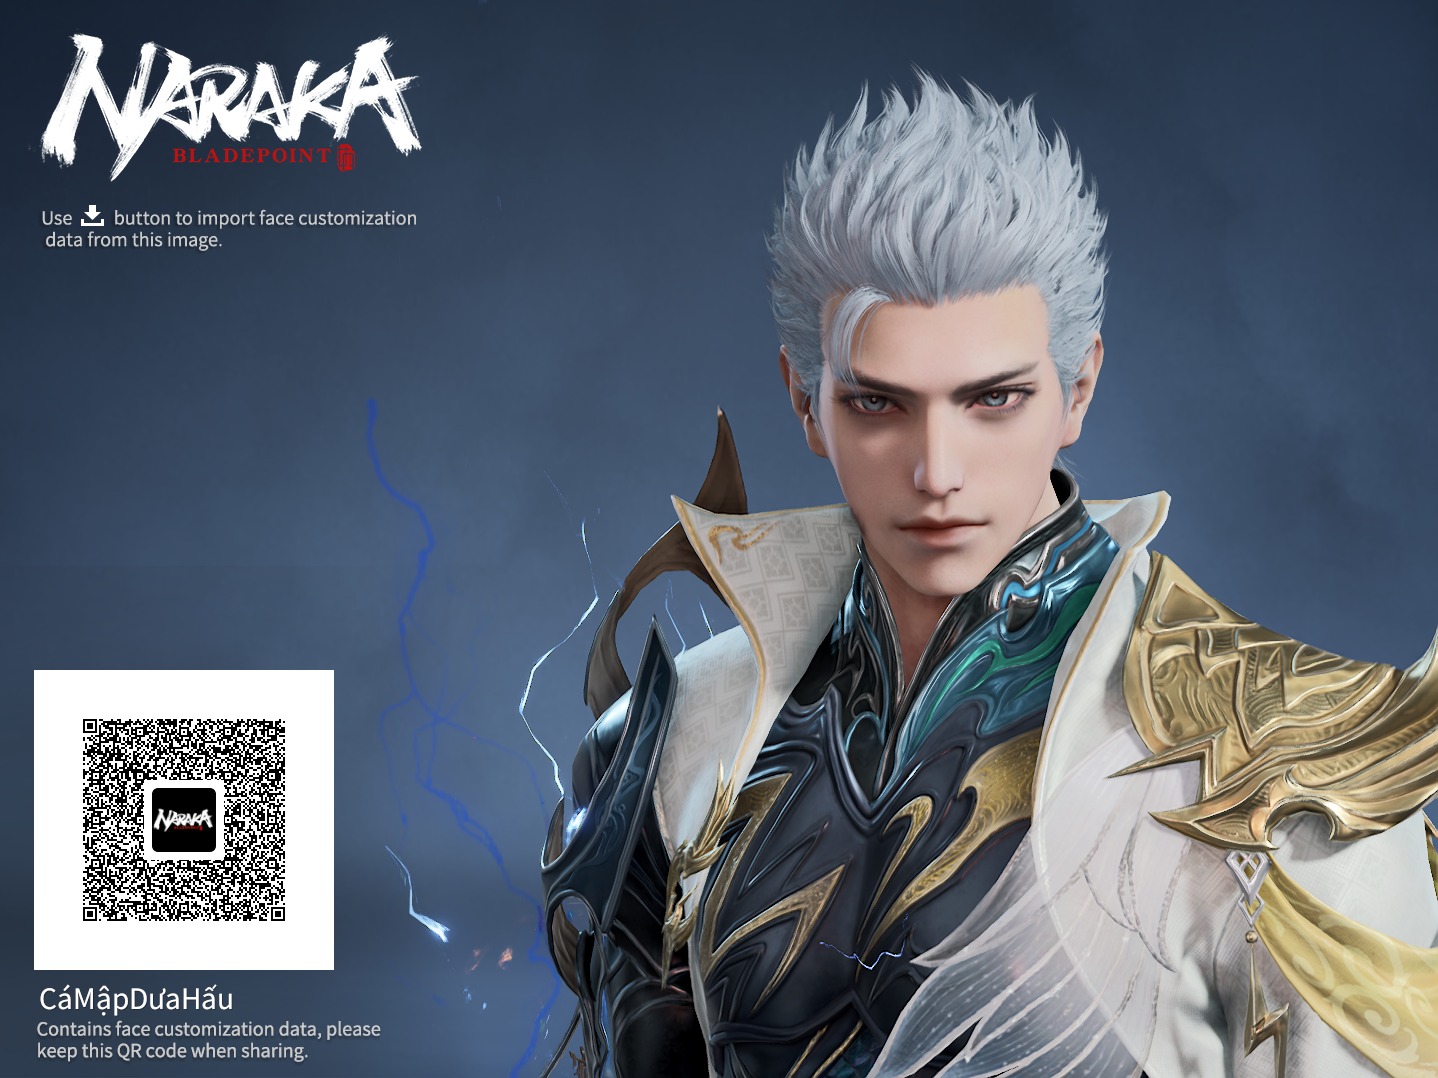 NARAKA
BLADEPOINT
Use button to import face customization
data from this image.
NARAKA
CáMậpDưaHấu
Contains face customization data, please
keep this QR code when sharing.